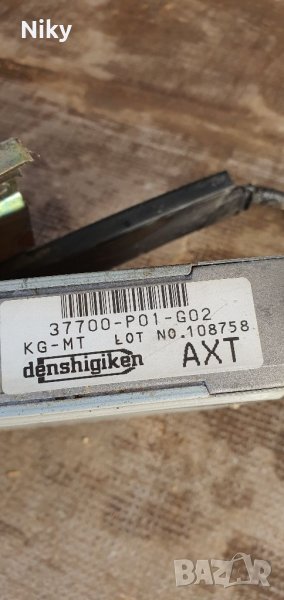 Niky
37700-P01-G02
KG-MT LOT NO.108758
denshigiken AXT
BAZAR